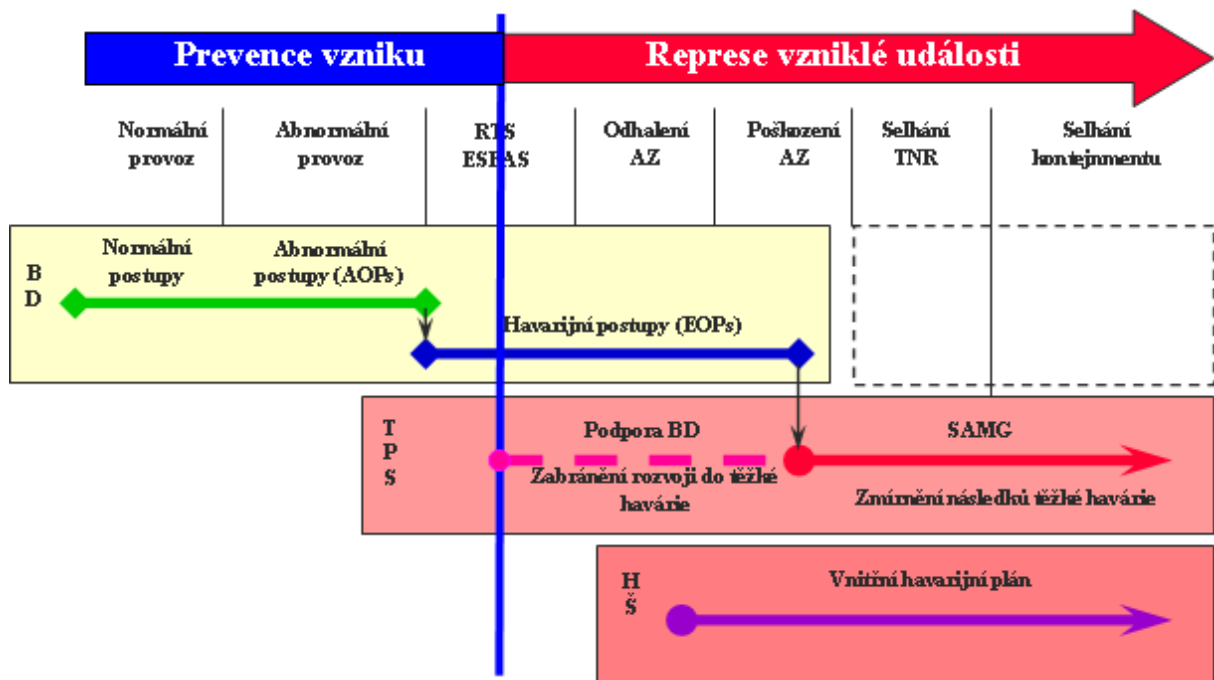 Prevence vzniku
Represe vzniklé události
Normální
provoz
Abnormální
provoz
RTS
ESFAS
Odhalení
AZ
Poškození
AZ
Selhání
TNR
Selhání
kontejnmentu
B
D
Normální
postupy
Abnormální
postupy (AOPs)
Havarijní postupy (EOPs)
T
P
S
Podpora BD
Zabránění rozvoji do těžké
havárie
SAMG
Zmírnění následků těžké havárie
H
Š
Vnitřní havarijní plán